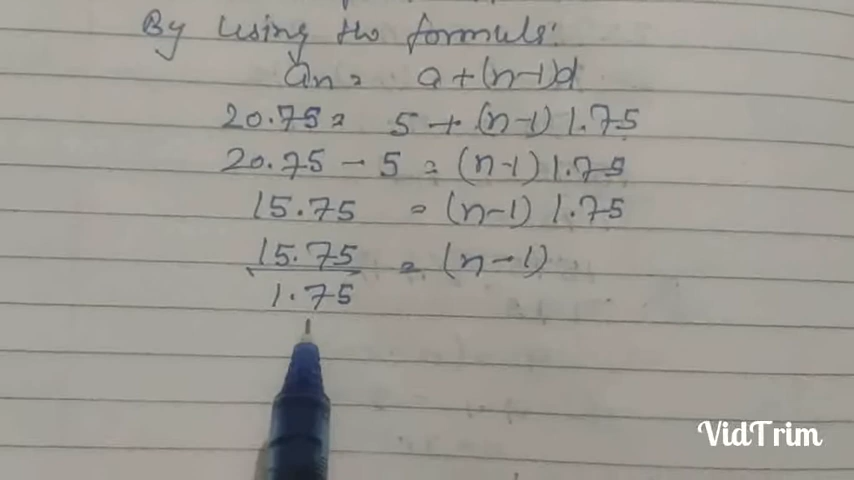 By using the formula:
an = a + (n-1)d
20.75 = 5 + (n-1) 1.75
20.75 - 5 = (n-1) 1.75
15.75 = (n-1) 1.75
15.75 / 1.75 = (n-1)
VidTrim